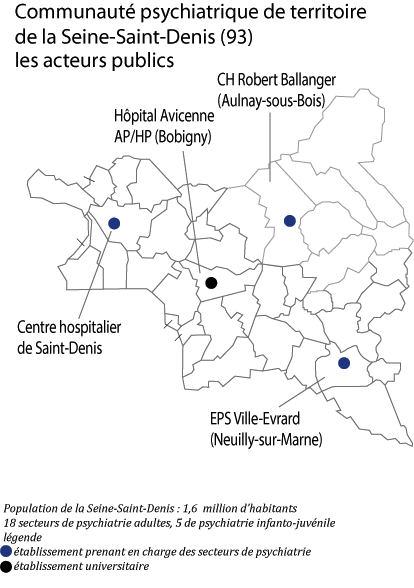 Communauté psychiatrique de territoire
de la Seine-Saint-Denis (93)
les acteurs publics
CH Robert Ballanger
(Aulnay-sous-Bois)
Hôpital Avicenne
AP/HP (Bobigny)
Centre hospitalier
de Saint-Denis
EPS Ville-Evrard
(Neuilly-sur-Marne)
Population de la Seine-Saint-Denis : 1,6 million d'habitants
18 secteurs de psychiatrie adultes, 5 de psychiatrie infanto-juvénile
légende
établissement prenant en charge des secteurs de psychiatrie
établissement universitaire